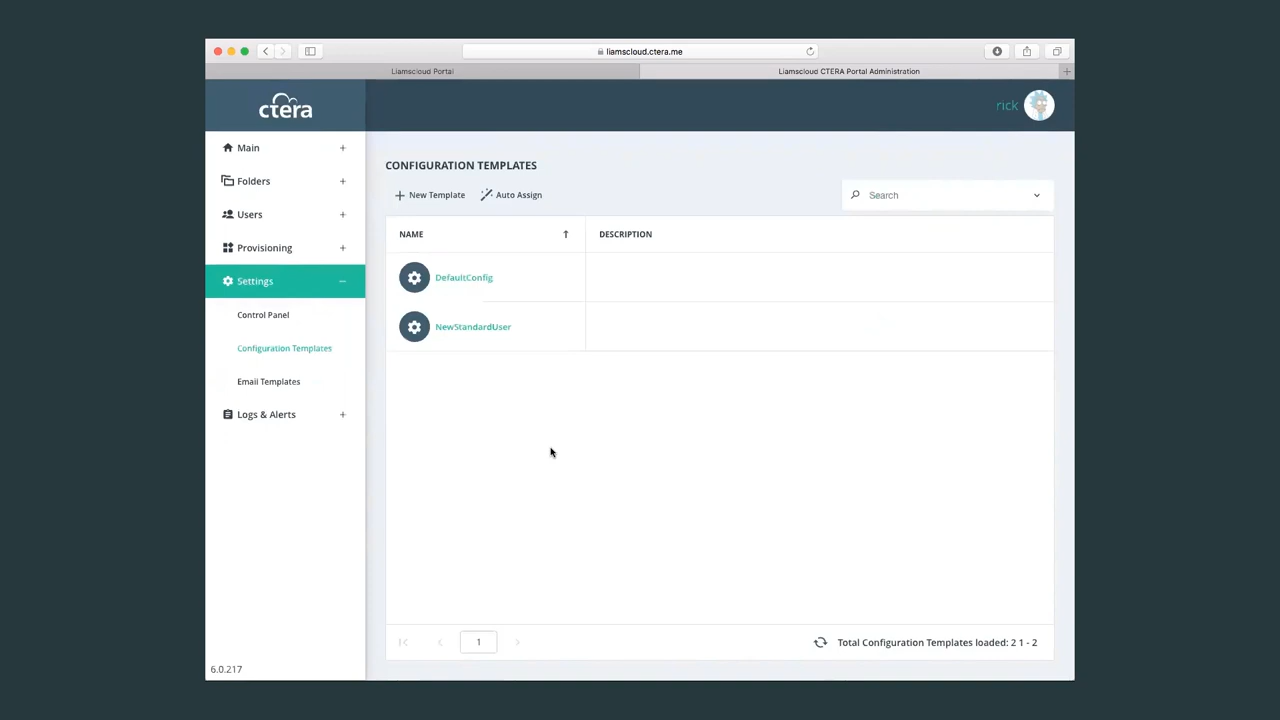 liamscloud.ctera.me
Liamscloud Portal
Liamscloud CTERA Portal Administration
ctera
rick
Main
Folders
Users
Provisioning
Settings
Control Panel
Configuration Templates
Email Templates
Logs & Alerts
6.0.217
CONFIGURATION TEMPLATES
New Template
Auto Assign
Search
NAME
DESCRIPTION
DefaultConfig
NewStandardUser
1
Total Configuration Templates loaded: 2 1 - 2